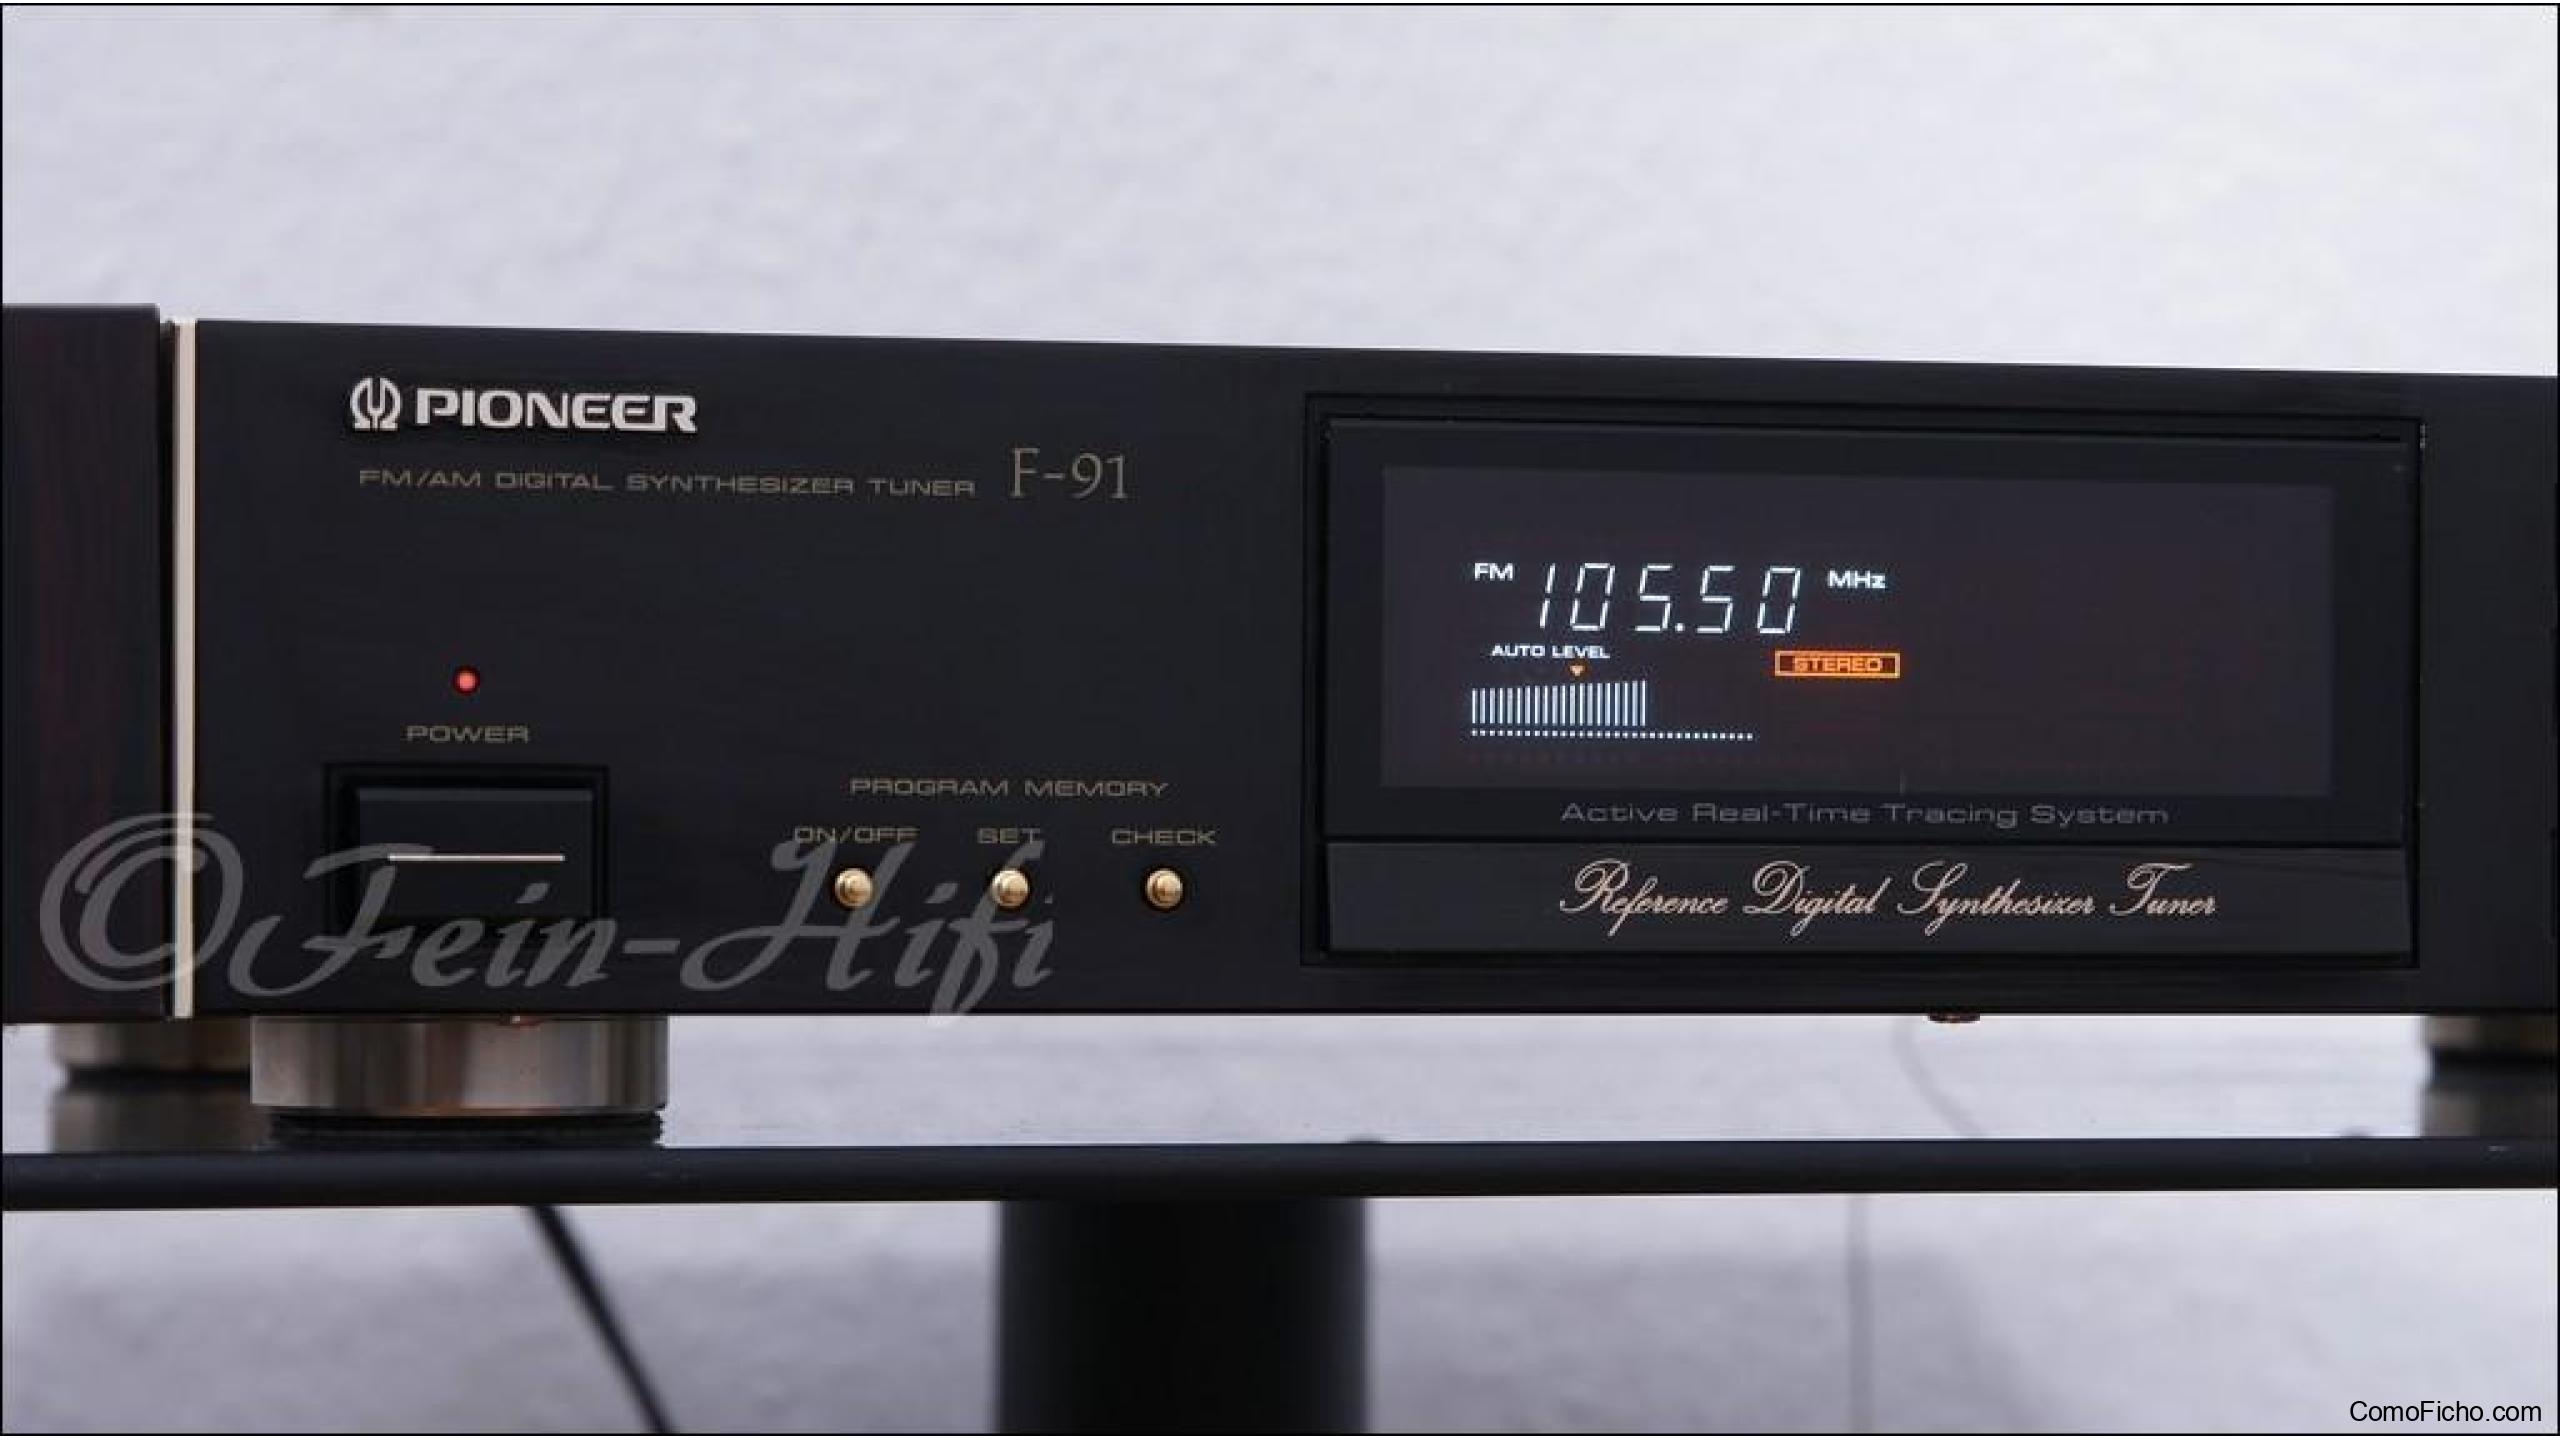 PIONEER
FM/AM DIGITAL SYNTHESIZER TUNER F-91
FM 105.50 MHz
AUTO LEVEL
STEREO
POWER
PROGRAM MEMORY
ON/OFF SET CHECK
Active Real-Time Tracing System
Reference Digital Synthesizer Tuner
©Fein-Hifi
ComoFicho.com